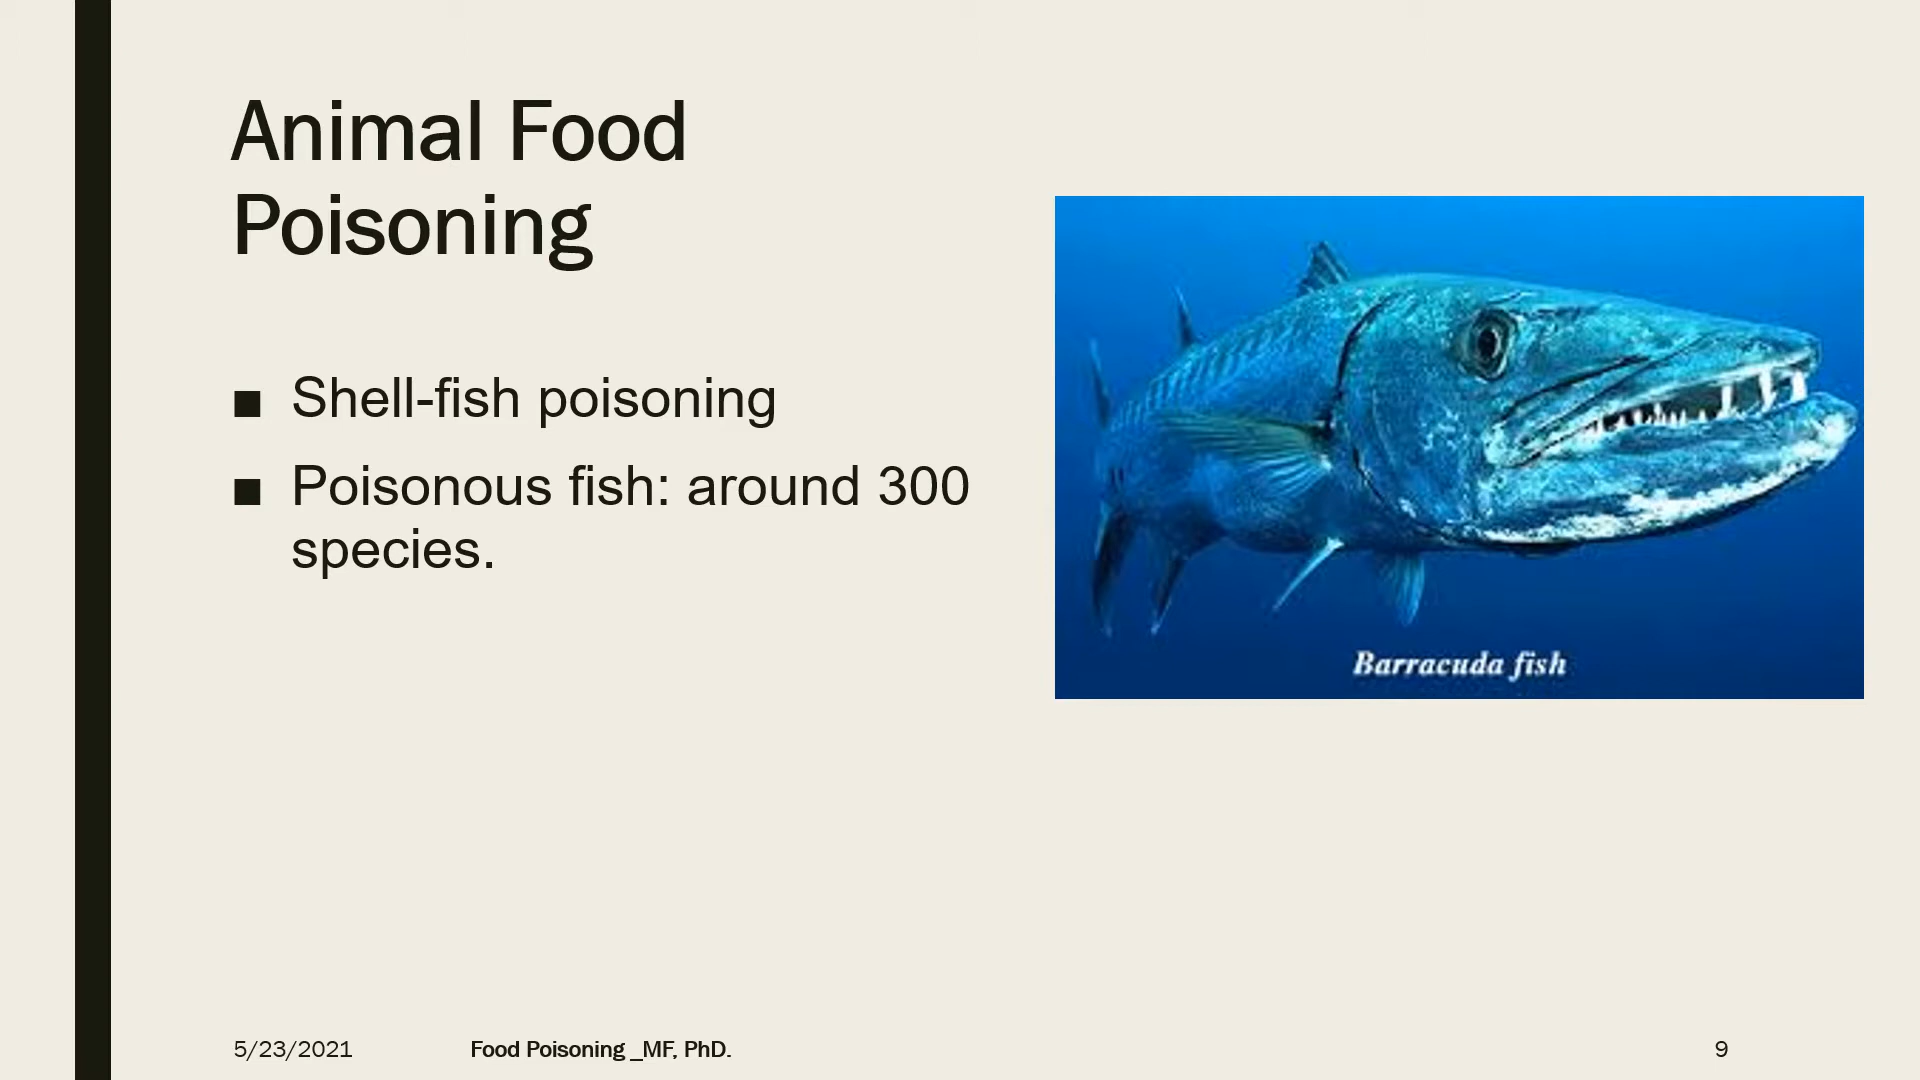 Animal Food
Poisoning
■ Shell-fish poisoning
■ Poisonous fish: around 300
species.
Barracuda fish
5/23/2021
Food Poisoning _MF, PhD.
9